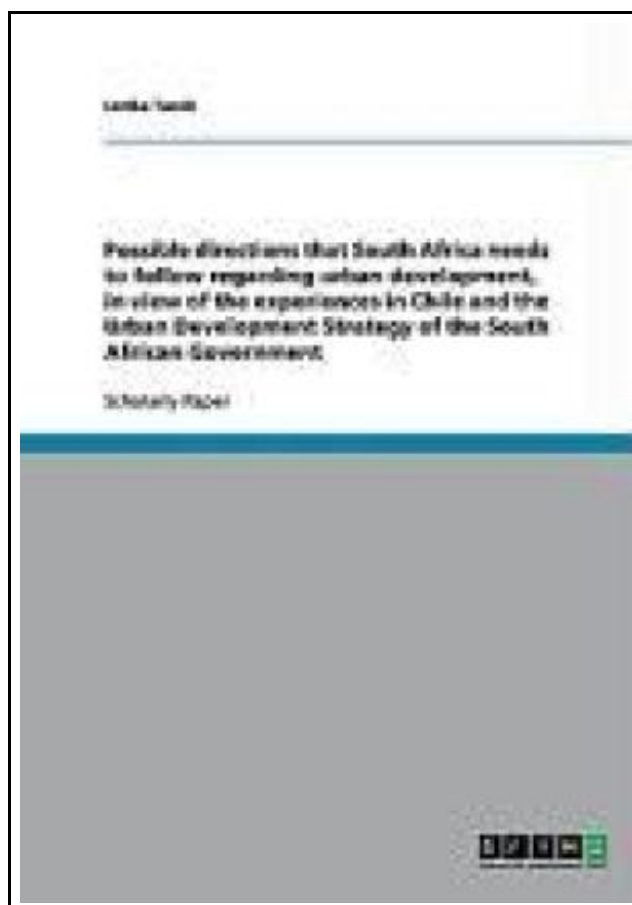 Possible directions that South Africa needs
to follow regarding urban development,
in view of the experiences in Chile and the
Urban Development Strategy of the South
African Government
Scholarly Paper